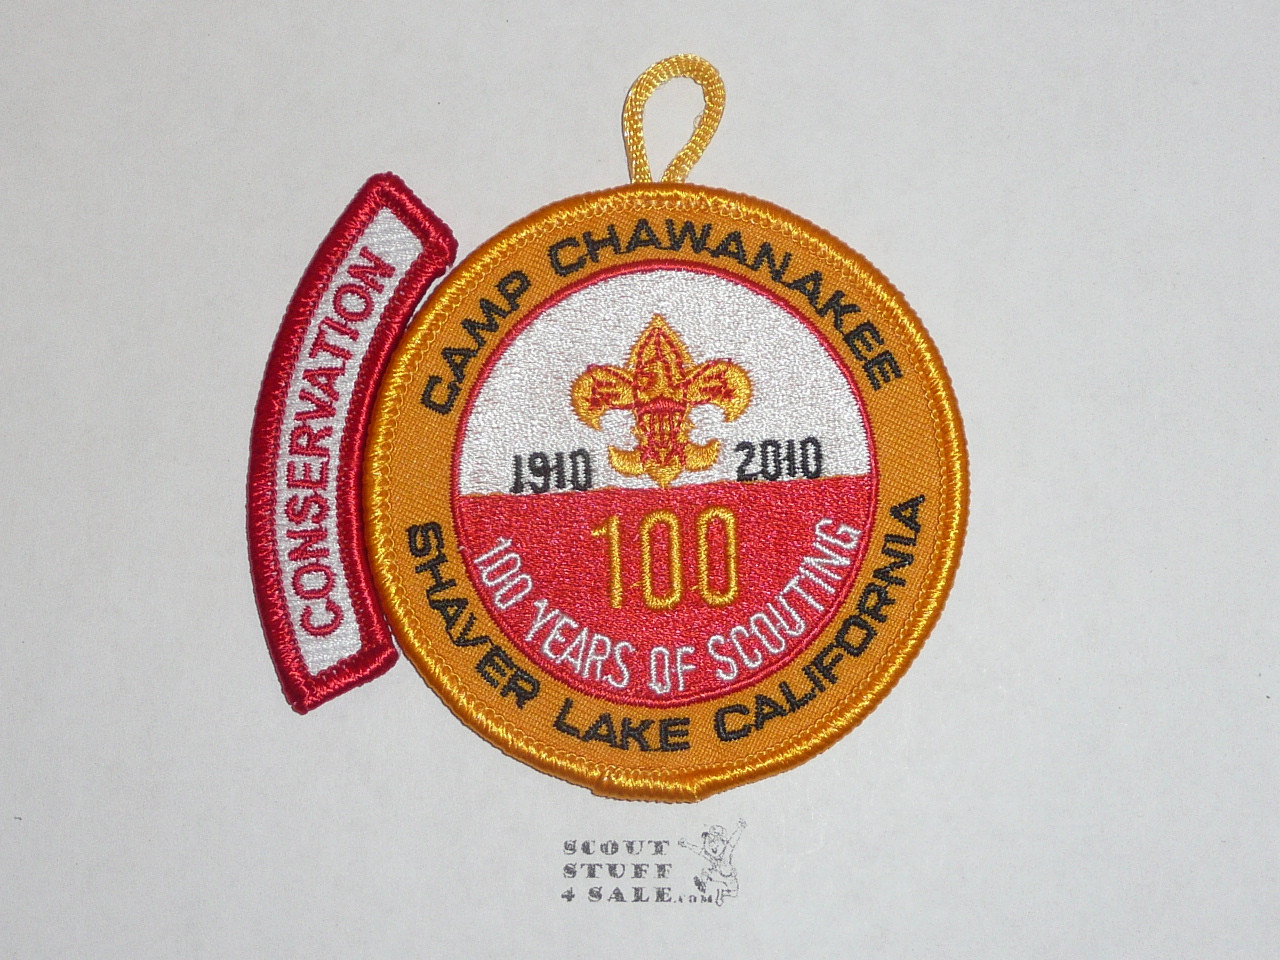 CONSERVATION
CAMP CHAWANAKEE
1910 2010
100
100 YEARS OF SCOUTING
SHAVER LAKE CALIFORNIA
SCOUT
STUFF
4 SALE.COM